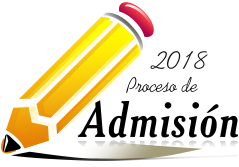 2018
Proceso de
Admisión